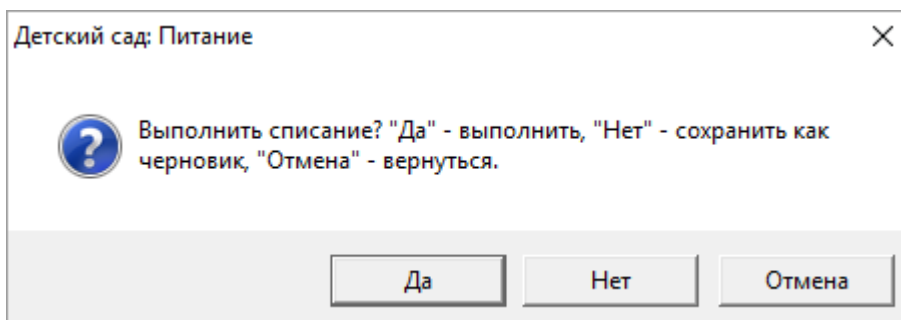 Детский сад: Питание
Выполнить списание? "Да" - выполнить, "Нет" - сохранить как
черновик, "Отмена" - вернуться.
Да
Нет
Отмена